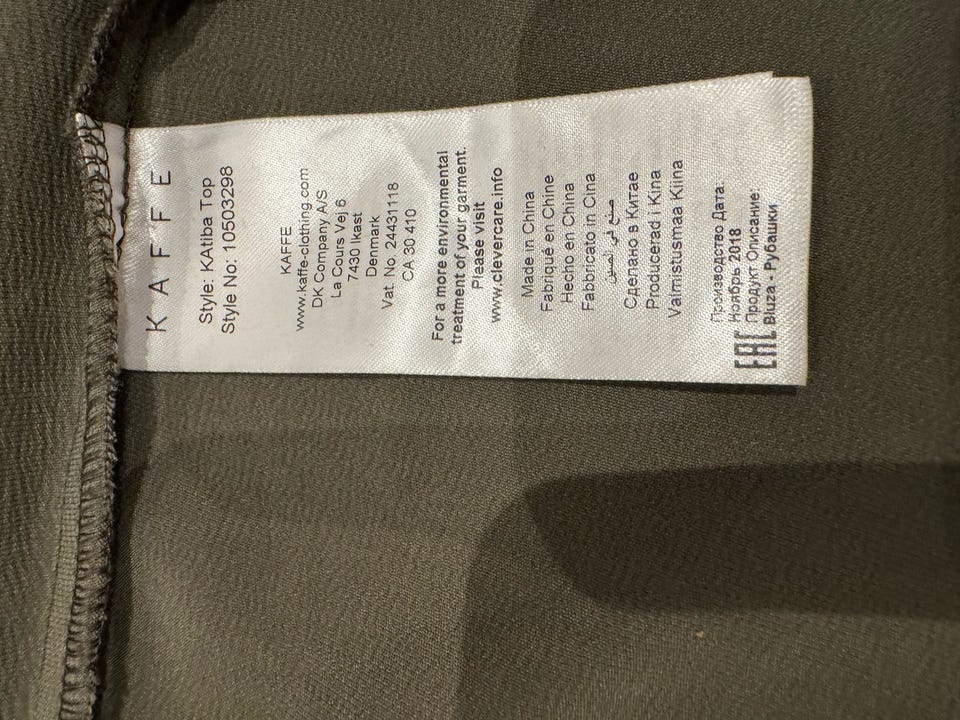 KAFFE
Style: KAtiba Top
Style No: 10503298
KAFFE
www.kaffe-clothing.com
DK Company A/S
La Cours Vej 6
7430 Ikast
Denmark
Vat. No. 24431118
CA 30 410
For a more environmental
treatment of your garment.
Please visit
www.clevercare.info
Made in China
Fabriqué en Chine
Hecho en China
Fabbricato in Cina
صنع في الصين
Сделано в Китае
Producerad i Kina
Valmistusmaa Kiina
Производство Дата:
Ноябрь 2018
Продукт Описание:
Bluza - Рубашки
EAC